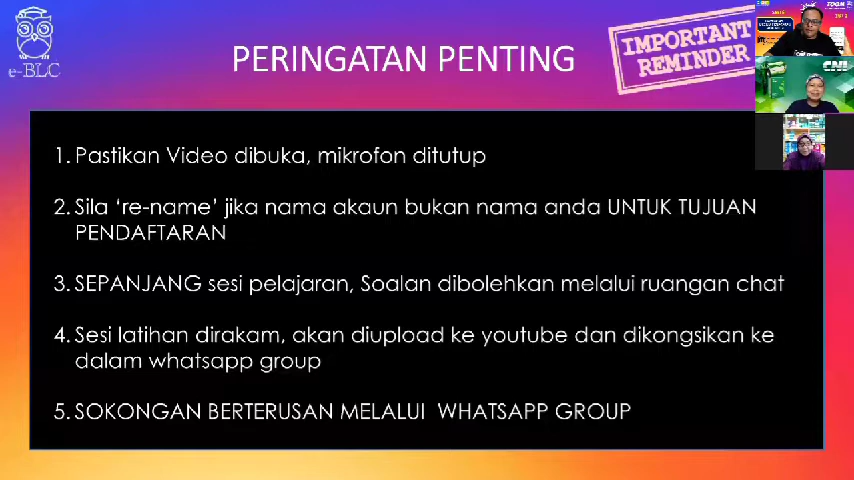 e-BLC
PERINGATAN PENTING
IMPORTANT
REMINDER
CNI
1. Pastikan Video dibuka, mikrofon ditutup
2. Sila ‘re-name’ jika nama akaun bukan nama anda UNTUK TUJUAN
PENDAFTARAN
3. SEPANJANG sesi pelajaran, Soalan dibolehkan melalui ruangan chat
4. Sesi latihan dirakam, akan diupload ke youtube dan dikongsikan ke
dalam whatsapp group
5. SOKONGAN BERTERUSAN MELALUI WHATSAPP GROUP